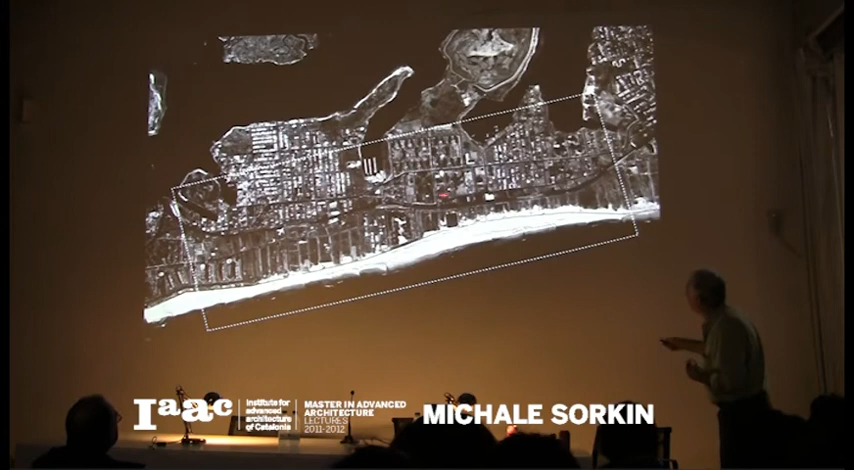 Iaac
Institute for
advanced
architecture
of Catalonia
MASTER IN ADVANCED
ARCHITECTURE
LECTURES
2011-2012
MICHALE SORKIN